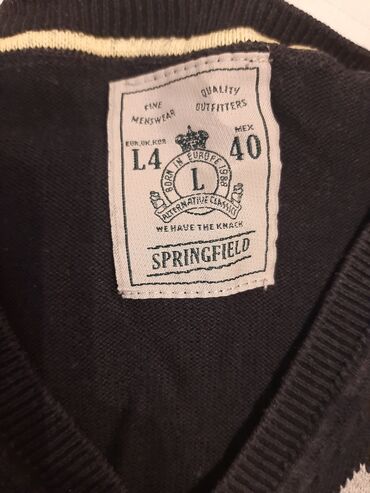 FINE MENSWEAR
QUALITY OUTFITTERS
EUR.UK.KOR
L4
MEX
40
BORN IN EUROPE 1988
L
ALTERNATIVE CLASSICS
WE HAVE THE KNACK
SPRINGFIELD